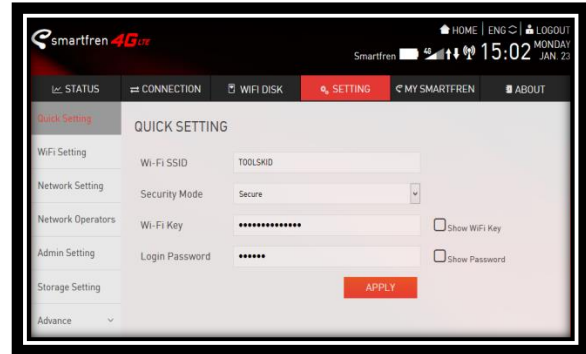 smartfren 4G LTE
HOME | ENG | LOGOUT
Smartfren 4G 15:02 MONDAY JAN. 23
STATUS CONNECTION WIFI DISK SETTING MY SMARTFREN ABOUT
Quick Setting
WiFi Setting
Network Setting
Network Operators
Admin Setting
Storage Setting
Advance
QUICK SETTING
Wi-Fi SSID TOOLSKID
Security Mode Secure
Wi-Fi Key •••••••••••••• Show WiFi Key
Login Password •••••• Show Password
APPLY